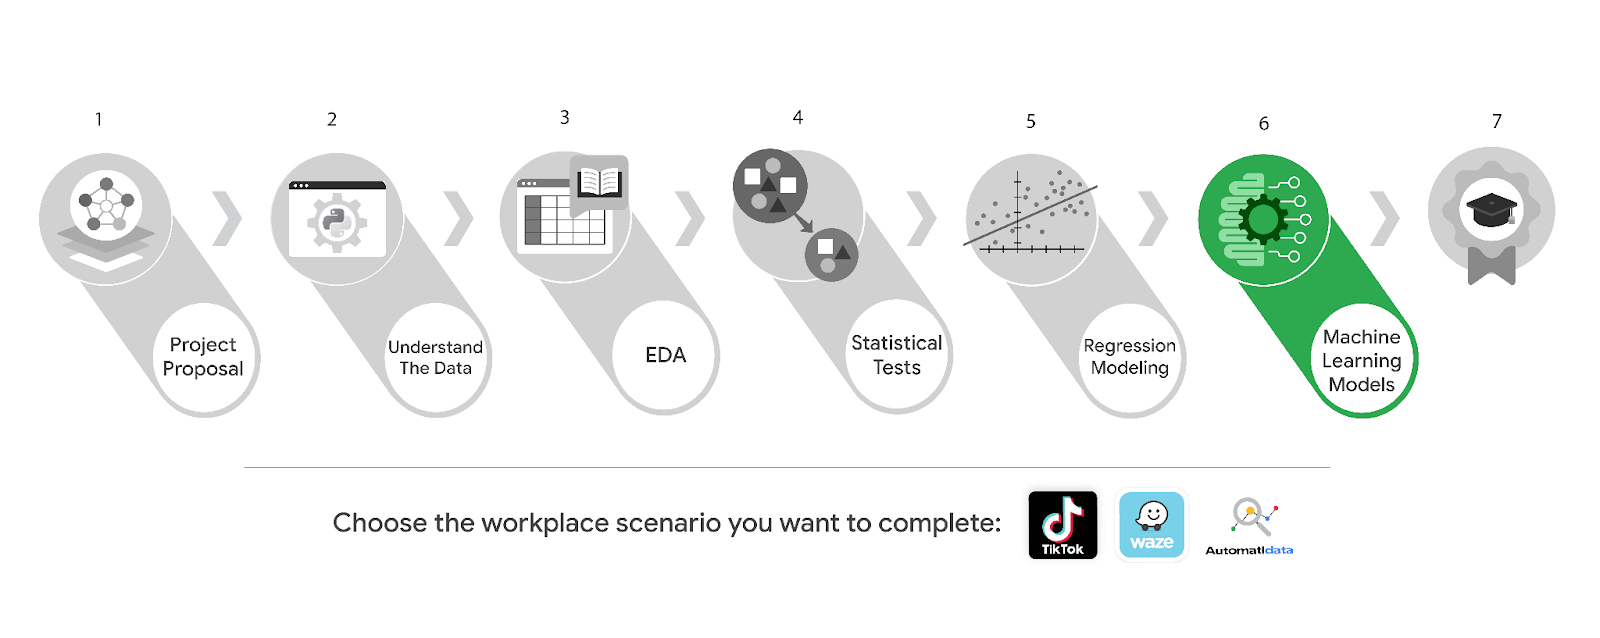 1
2
3
4
5
6
7
Project
Proposal
Understand
The Data
EDA
Statistical
Tests
Regression
Modeling
Machine
Learning
Models
Choose the workplace scenario you want to complete:
TikTok
waze
Automatidata